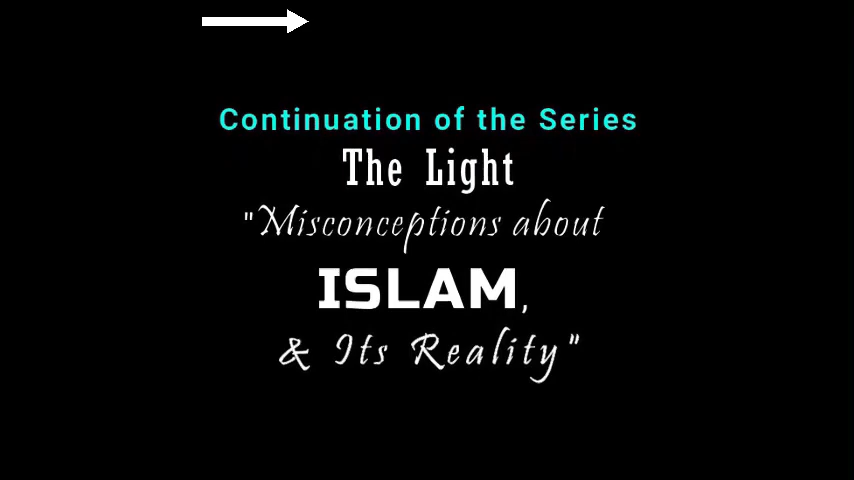 Continuation of the Series
The Light
"Misconceptions about
ISLAM,
& Its Reality"